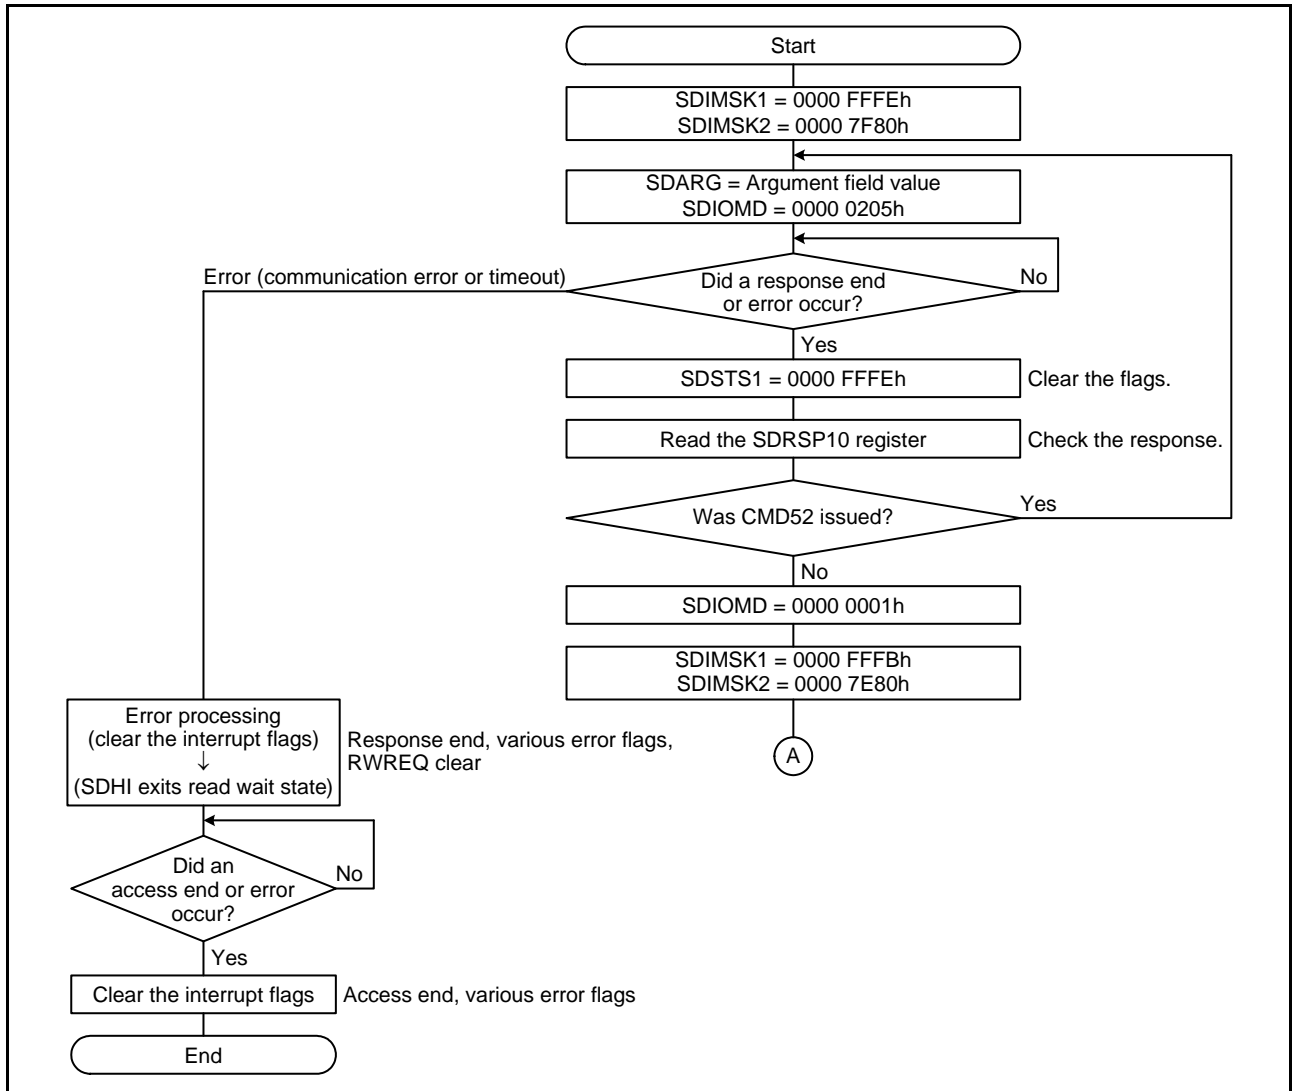 Start
SDIMSK1 = 0000 FFFEh
SDIMSK2 = 0000 7F80h
SDARG = Argument field value
SDIOMD = 0000 0205h
Error (communication error or timeout)
Did a response end
or error occur?
No
Yes
SDSTS1 = 0000 FFFEh
Clear the flags.
Read the SDRSP10 register
Check the response.
Was CMD52 issued?
Yes
No
SDIOMD = 0000 0001h
SDIMSK1 = 0000 FFFBh
SDIMSK2 = 0000 7E80h
A
Error processing
(clear the interrupt flags)
↓
(SDHI exits read wait state)
Response end, various error flags,
RWREQ clear
Did an
access end or error
occur?
No
Yes
Clear the interrupt flags
Access end, various error flags
End